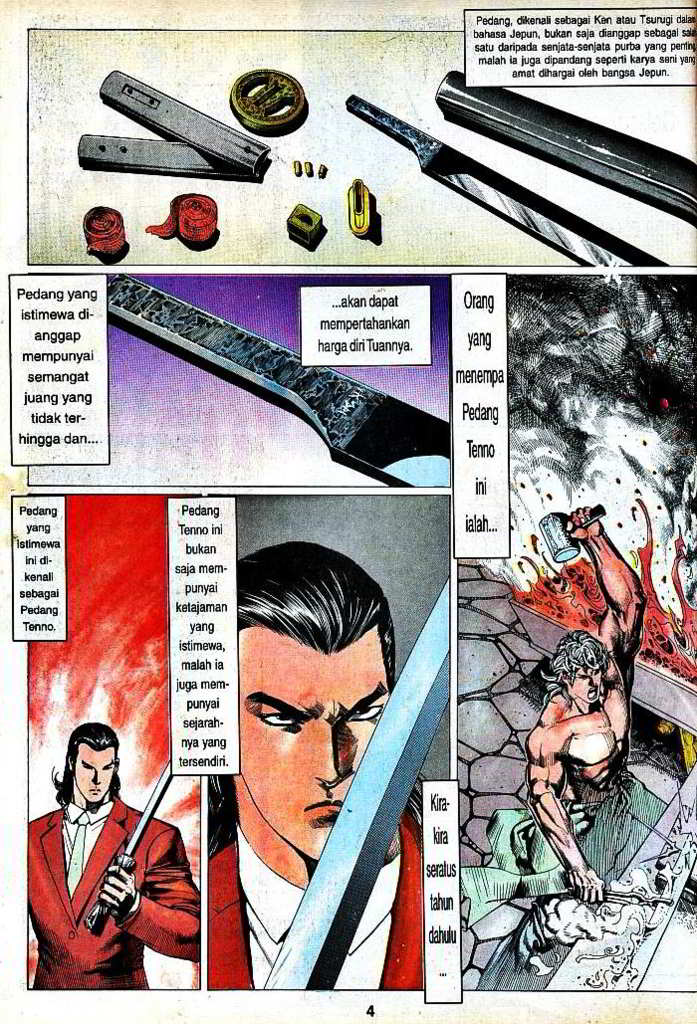 Pedang, dikenali sebagai Ken atau Tsurugi dalam
bahasa Jepun, bukan saja dianggap sebagai salah
satu daripada senjata-senjata purba yang penting
malah ia juga dipandang seperti karya seni yang
amat dihargai oleh bangsa Jepun.
Pedang yang
istimewa di-
anggap
mempunyai
semangat
juang yang
tidak ter-
hingga dan...
...akan dapat
mempertahankan
harga diri Tuannya.
Pedang
yang
istimewa
ini di-
kenali
sebagai
Pedang
Tenno.
Pedang
Tenno ini
bukan
saja mem-
punyai
ketajaman
yang
istimewa,
malah ia
juga mem-
punyai
sejarah-
nya yang
tersendiri.
Orang
yang
menempa
Pedang
Tenno
ini
ialah...
Kira-
kira
seratus
tahun
dahulu
...
4